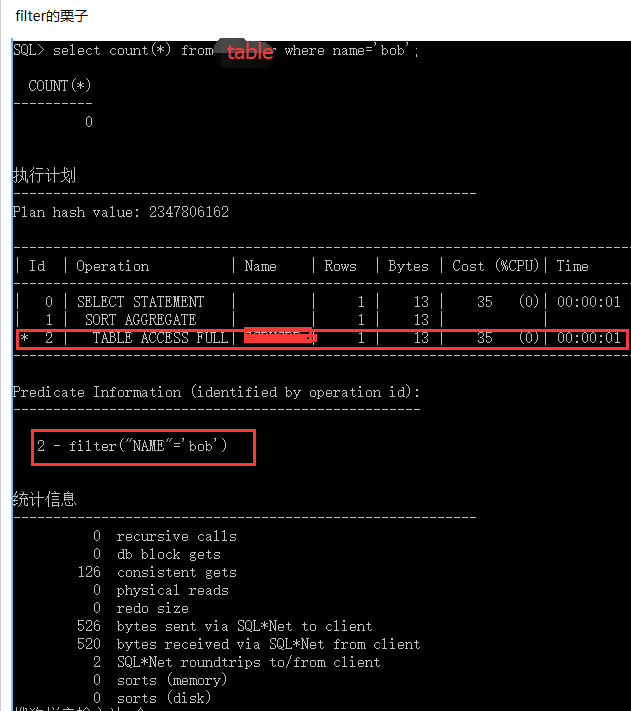 filter的栗子
SQL> select count(*) from table where name='bob';
COUNT(*)
----------
0
执行计划
----------------------------------------------------------
Plan hash value: 2347806162
-------------------------------------------------------------------------------
| Id | Operation | Name | Rows | Bytes | Cost (%CPU)| Time
-------------------------------------------------------------------------------
| 0 | SELECT STATEMENT | | 1 | 13 | 35 (0)| 00:00:01
| 1 | SORT AGGREGATE | | 1 | 13 | |
|* 2 | TABLE ACCESS FULL| | 1 | 13 | 35 (0)| 00:00:01
-------------------------------------------------------------------------------
Predicate Information (identified by operation id):
---------------------------------------------------
2 - filter("NAME"='bob')
统计信息
----------------------------------------------------------
0 recursive calls
0 db block gets
126 consistent gets
0 physical reads
0 redo size
526 bytes sent via SQL*Net to client
520 bytes received via SQL*Net from client
2 SQL*Net roundtrips to/from client
0 sorts (memory)
0 sorts (disk)